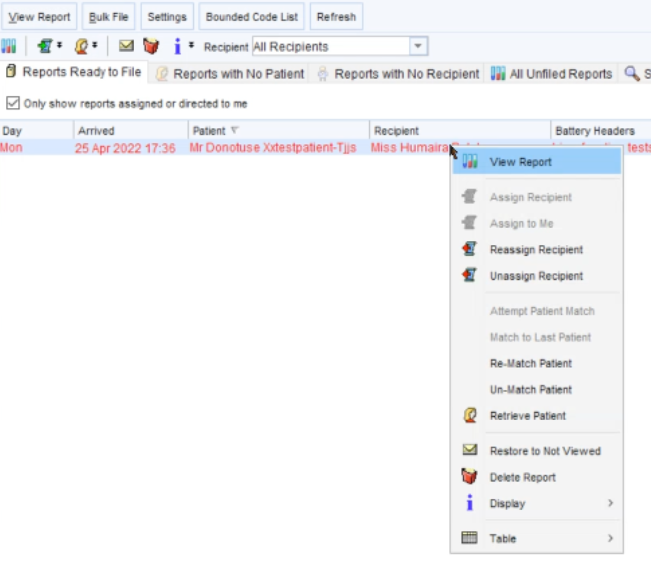 View Report Bulk File Settings Bounded Code List Refresh
Recipient All Recipients
Reports Ready to File Reports with No Patient Reports with No Recipient All Unfiled Reports S
Only show reports assigned or directed to me
Day Arrived Patient Recipient Battery Headers
Mon 25 Apr 2022 17:36 Mr Donotuse Xxtestpatient-Tjjs Miss Humaira tests
View Report
Assign Recipient
Assign to Me
Reassign Recipient
Unassign Recipient
Attempt Patient Match
Match to Last Patient
Re-Match Patient
Un-Match Patient
Retrieve Patient
Restore to Not Viewed
Delete Report
Display
Table